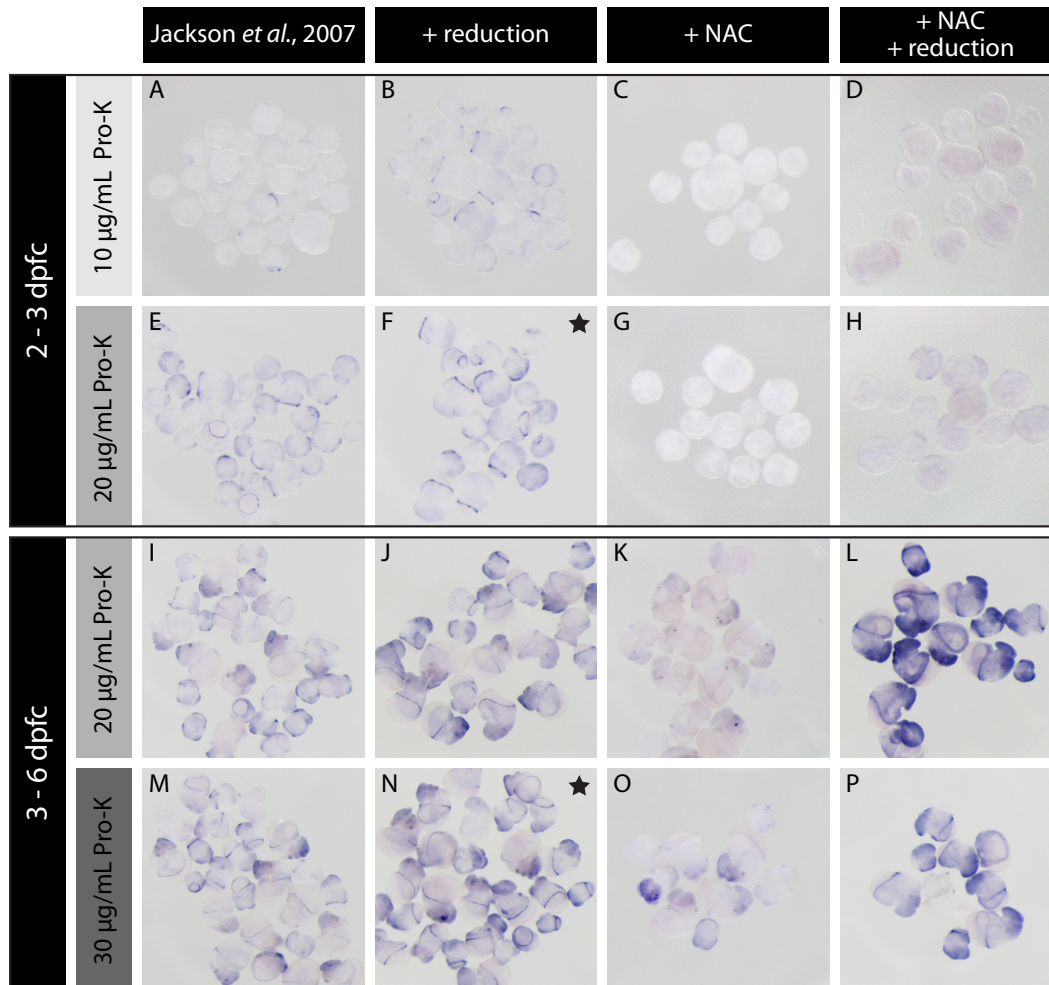 Jackson et al., 2007
+ reduction
+ NAC
+ NAC
+ reduction
2 - 3 dpfc
10 µg/mL Pro-K
A
B
C
D
20 µg/mL Pro-K
E
F
G
H
3 - 6 dpfc
20 µg/mL Pro-K
I
J
K
L
30 µg/mL Pro-K
M
N
O
P